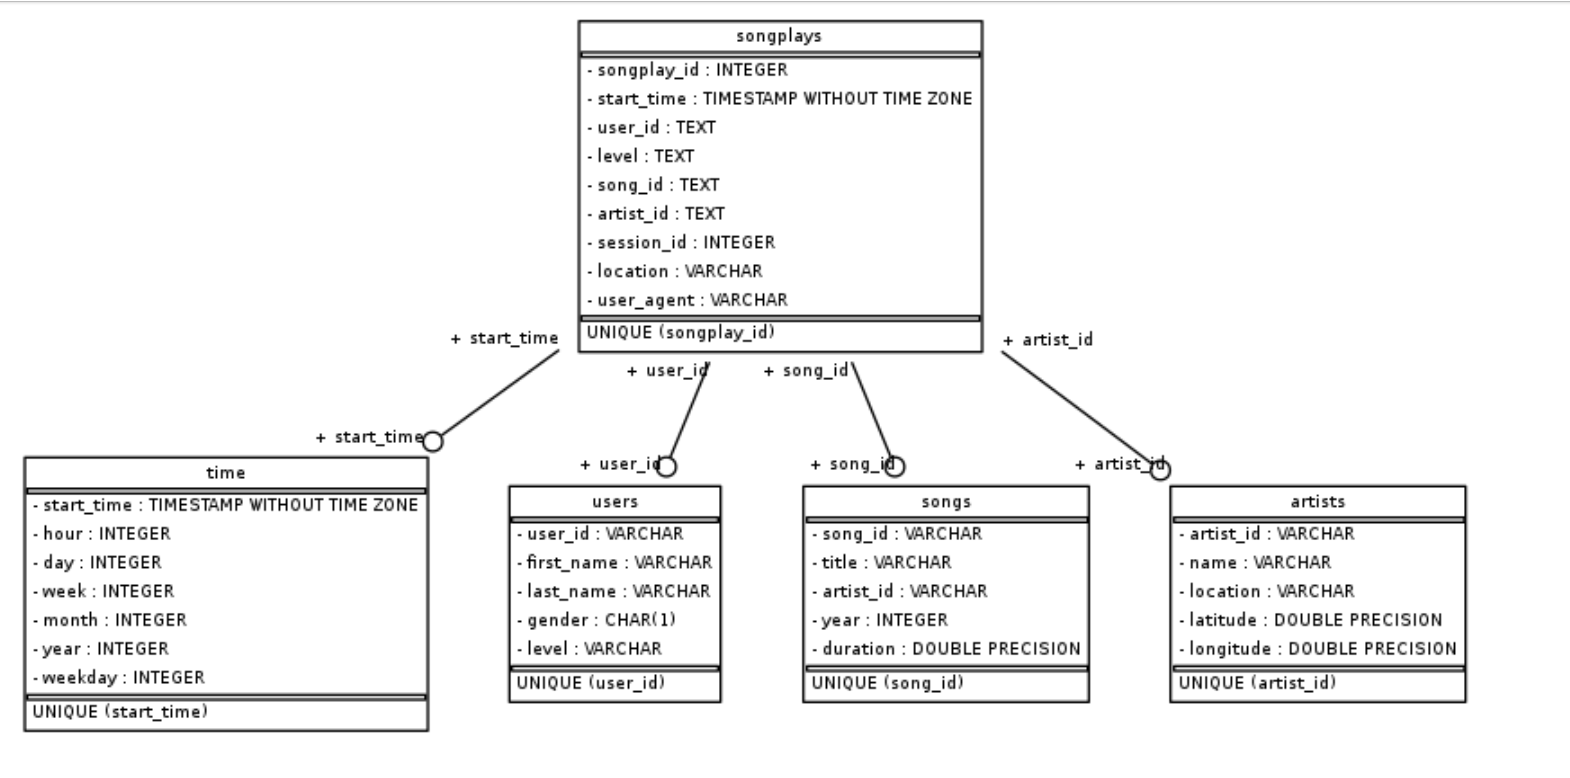 songplays
- songplay_id : INTEGER
- start_time : TIMESTAMP WITHOUT TIME ZONE
- user_id : TEXT
- level : TEXT
- song_id : TEXT
- artist_id : TEXT
- session_id : INTEGER
- location : VARCHAR
- user_agent : VARCHAR
UNIQUE (songplay_id)
+ start_time
+ user_id
+ song_id
+ artist_id
+ start_time
+ user_id
+ song_id
+ artist_id
time
- start_time : TIMESTAMP WITHOUT TIME ZONE
- hour : INTEGER
- day : INTEGER
- week : INTEGER
- month : INTEGER
- year : INTEGER
- weekday : INTEGER
UNIQUE (start_time)
users
- user_id : VARCHAR
- first_name : VARCHAR
- last_name : VARCHAR
- gender : CHAR(1)
- level : VARCHAR
UNIQUE (user_id)
songs
- song_id : VARCHAR
- title : VARCHAR
- artist_id : VARCHAR
- year : INTEGER
- duration : DOUBLE PRECISION
UNIQUE (song_id)
artists
- artist_id : VARCHAR
- name : VARCHAR
- location : VARCHAR
- latitude : DOUBLE PRECISION
- longitude : DOUBLE PRECISION
UNIQUE (artist_id)